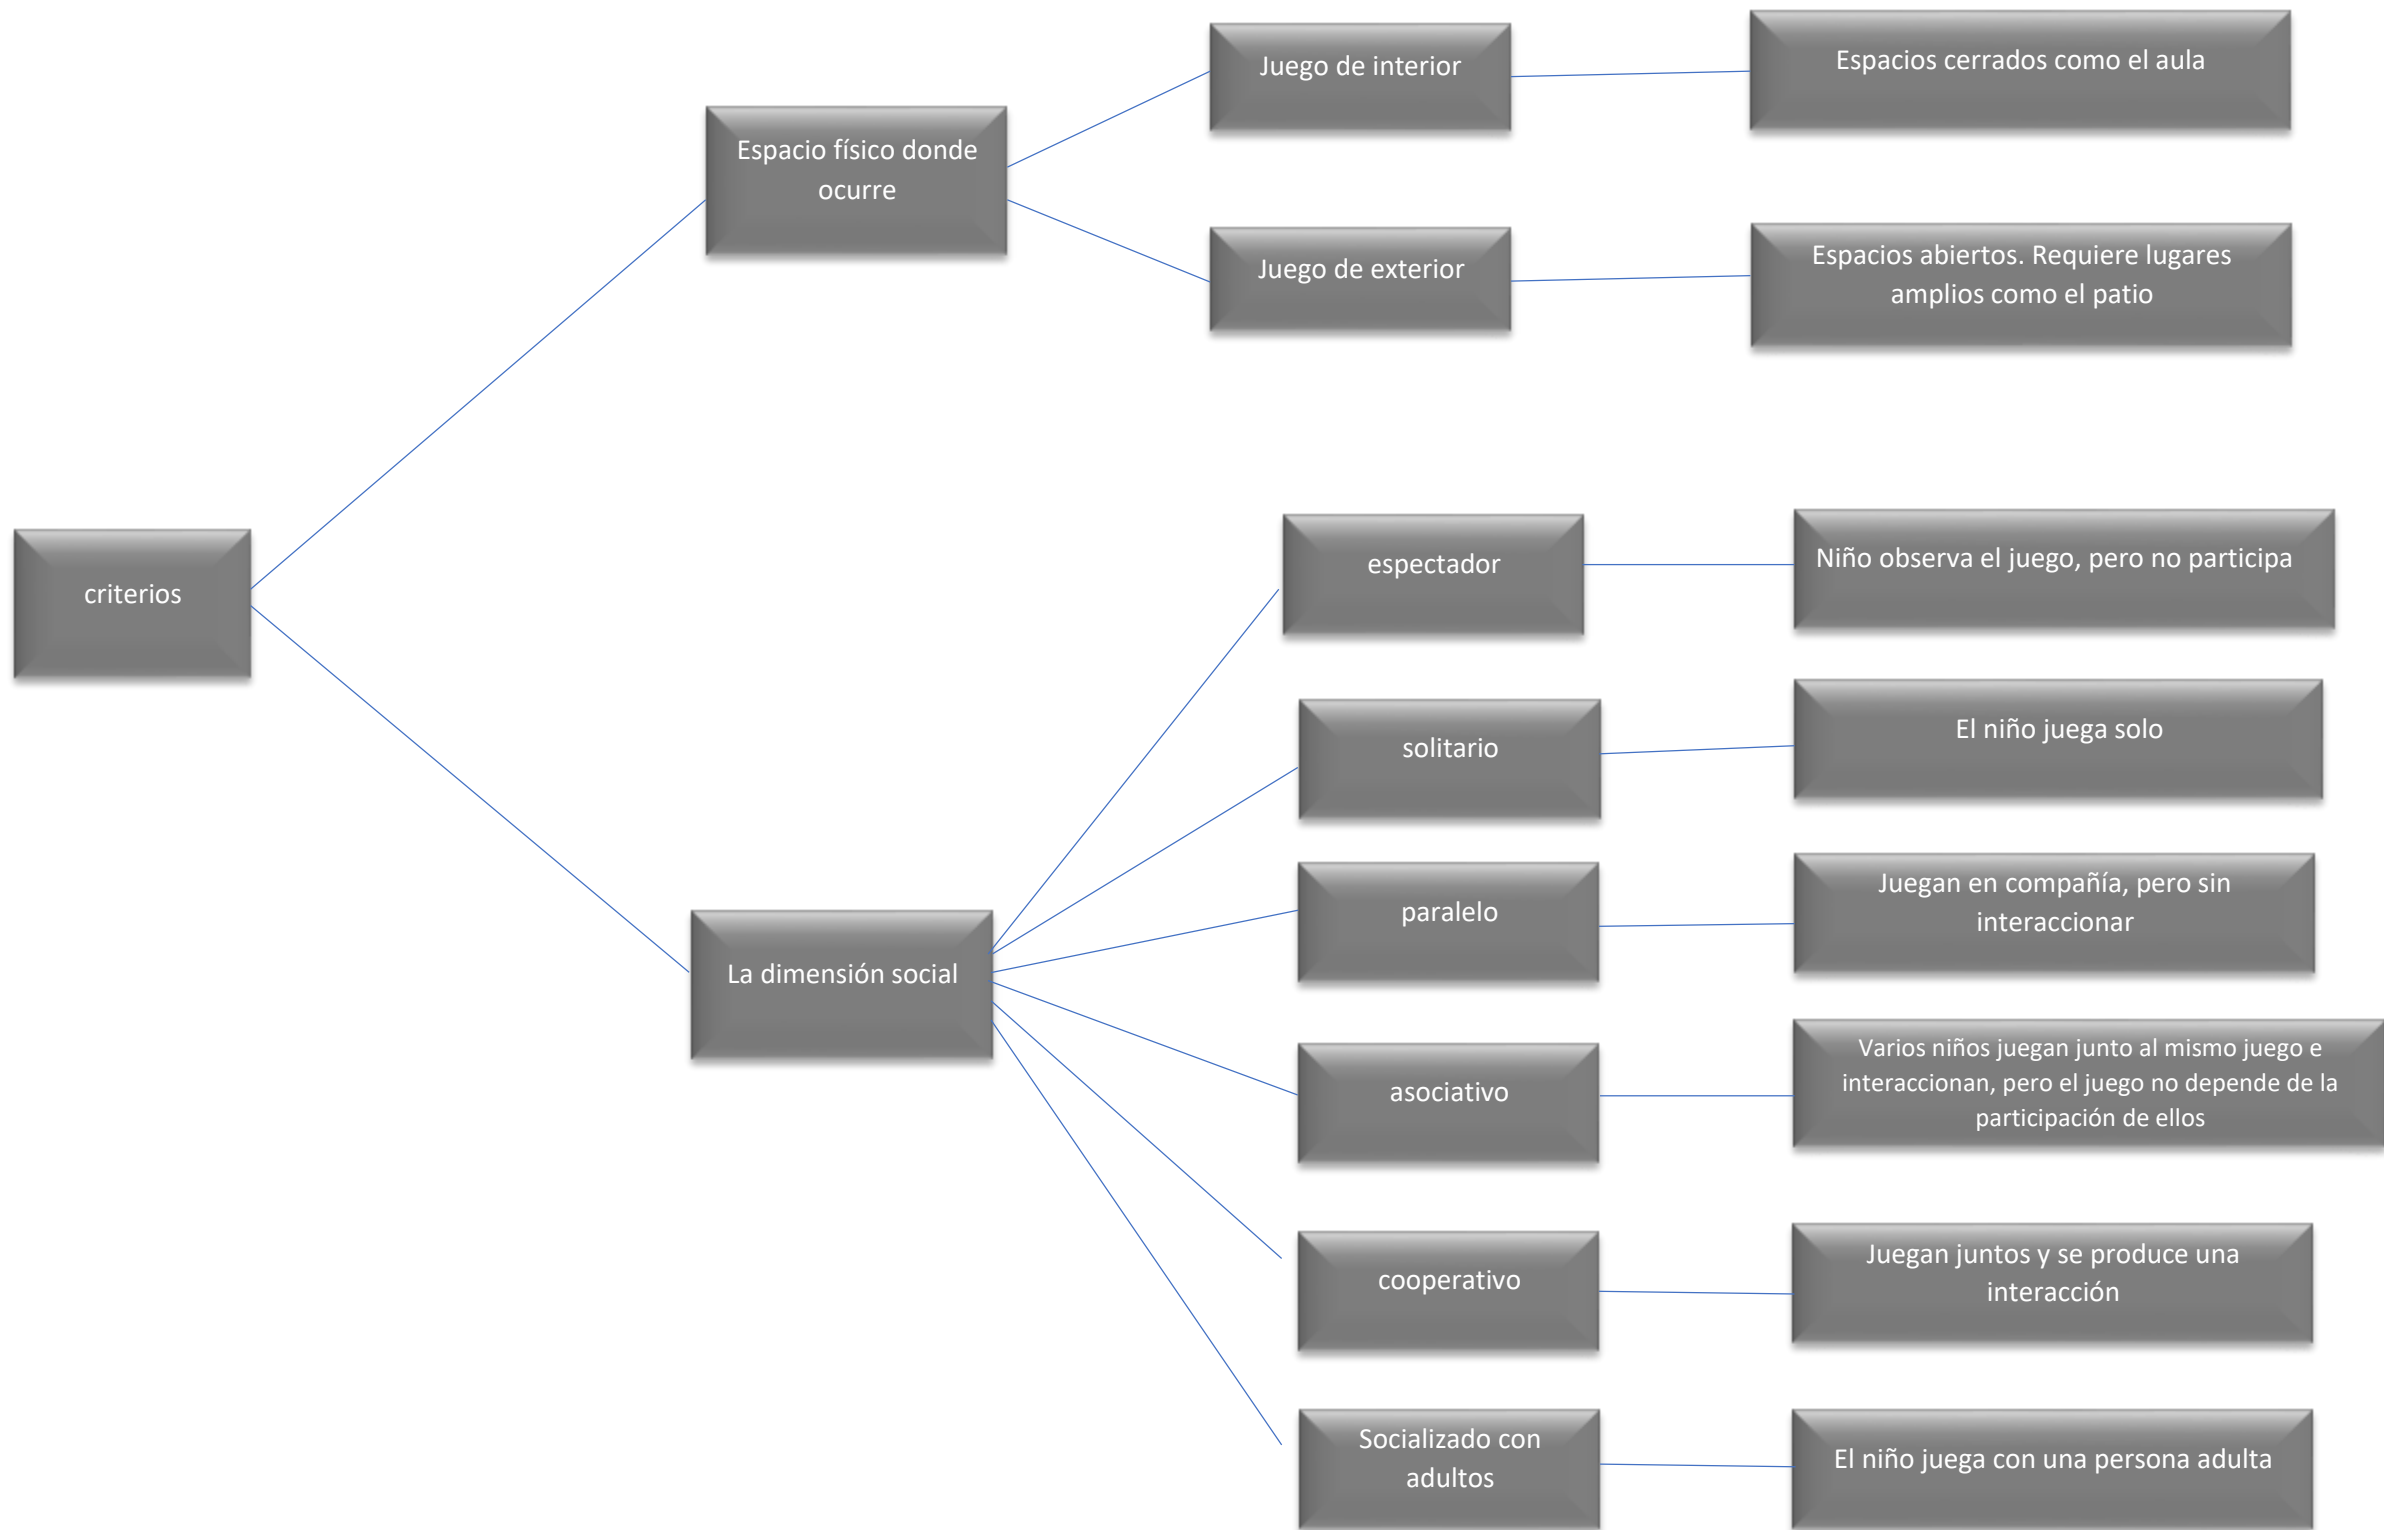 Juego de interior
Espacios cerrados como el aula
Espacio físico donde
ocurre
Juego de exterior
Espacios abiertos. Requiere lugares
amplios como el patio
criterios
espectador
Niño observa el juego, pero no participa
solitario
El niño juega solo
paralelo
Juegan en compañía, pero sin
interaccionar
La dimensión social
asociativo
Varios niños juegan junto al mismo juego e
interaccionan, pero el juego no depende de la
participación de ellos
cooperativo
Juegan juntos y se produce una
interacción
Socializado con
adultos
El niño juega con una persona adulta